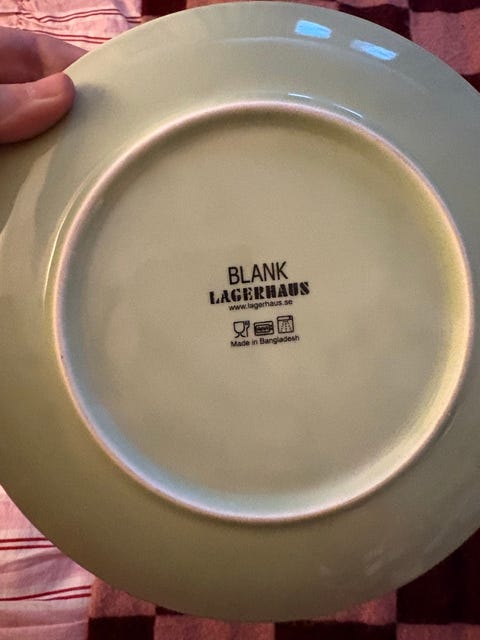 BLANK
LAGERHAUS
www.lagerhaus.se
Made in Bangladesh